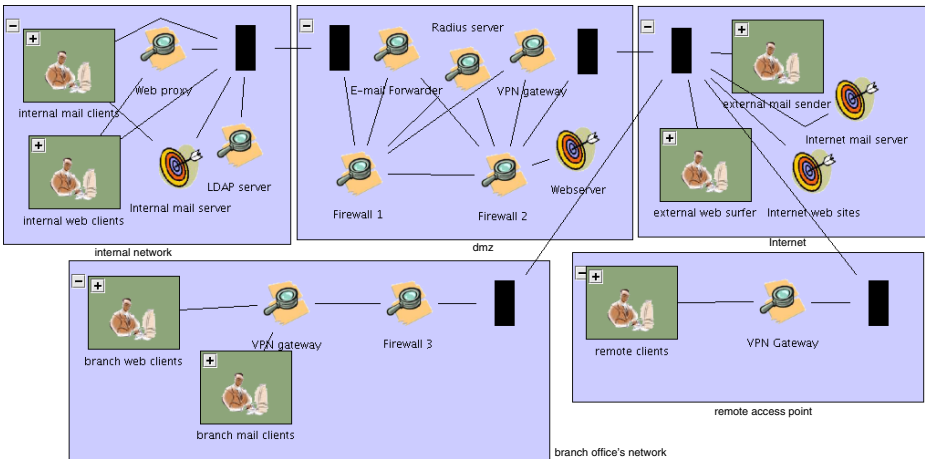 Web proxy
internal mail clients
LDAP server
internal web clients
Internal mail server
internal network
Radius server
E-mail Forwarder
VPN gateway
Firewall 1
Firewall 2
Webserver
dmz
external mail sender
Internet mail server
external web surfer
Internet web sites
Internet
branch web clients
VPN gateway
Firewall 3
branch mail clients
branch office's network
remote clients
VPN Gateway
remote access point